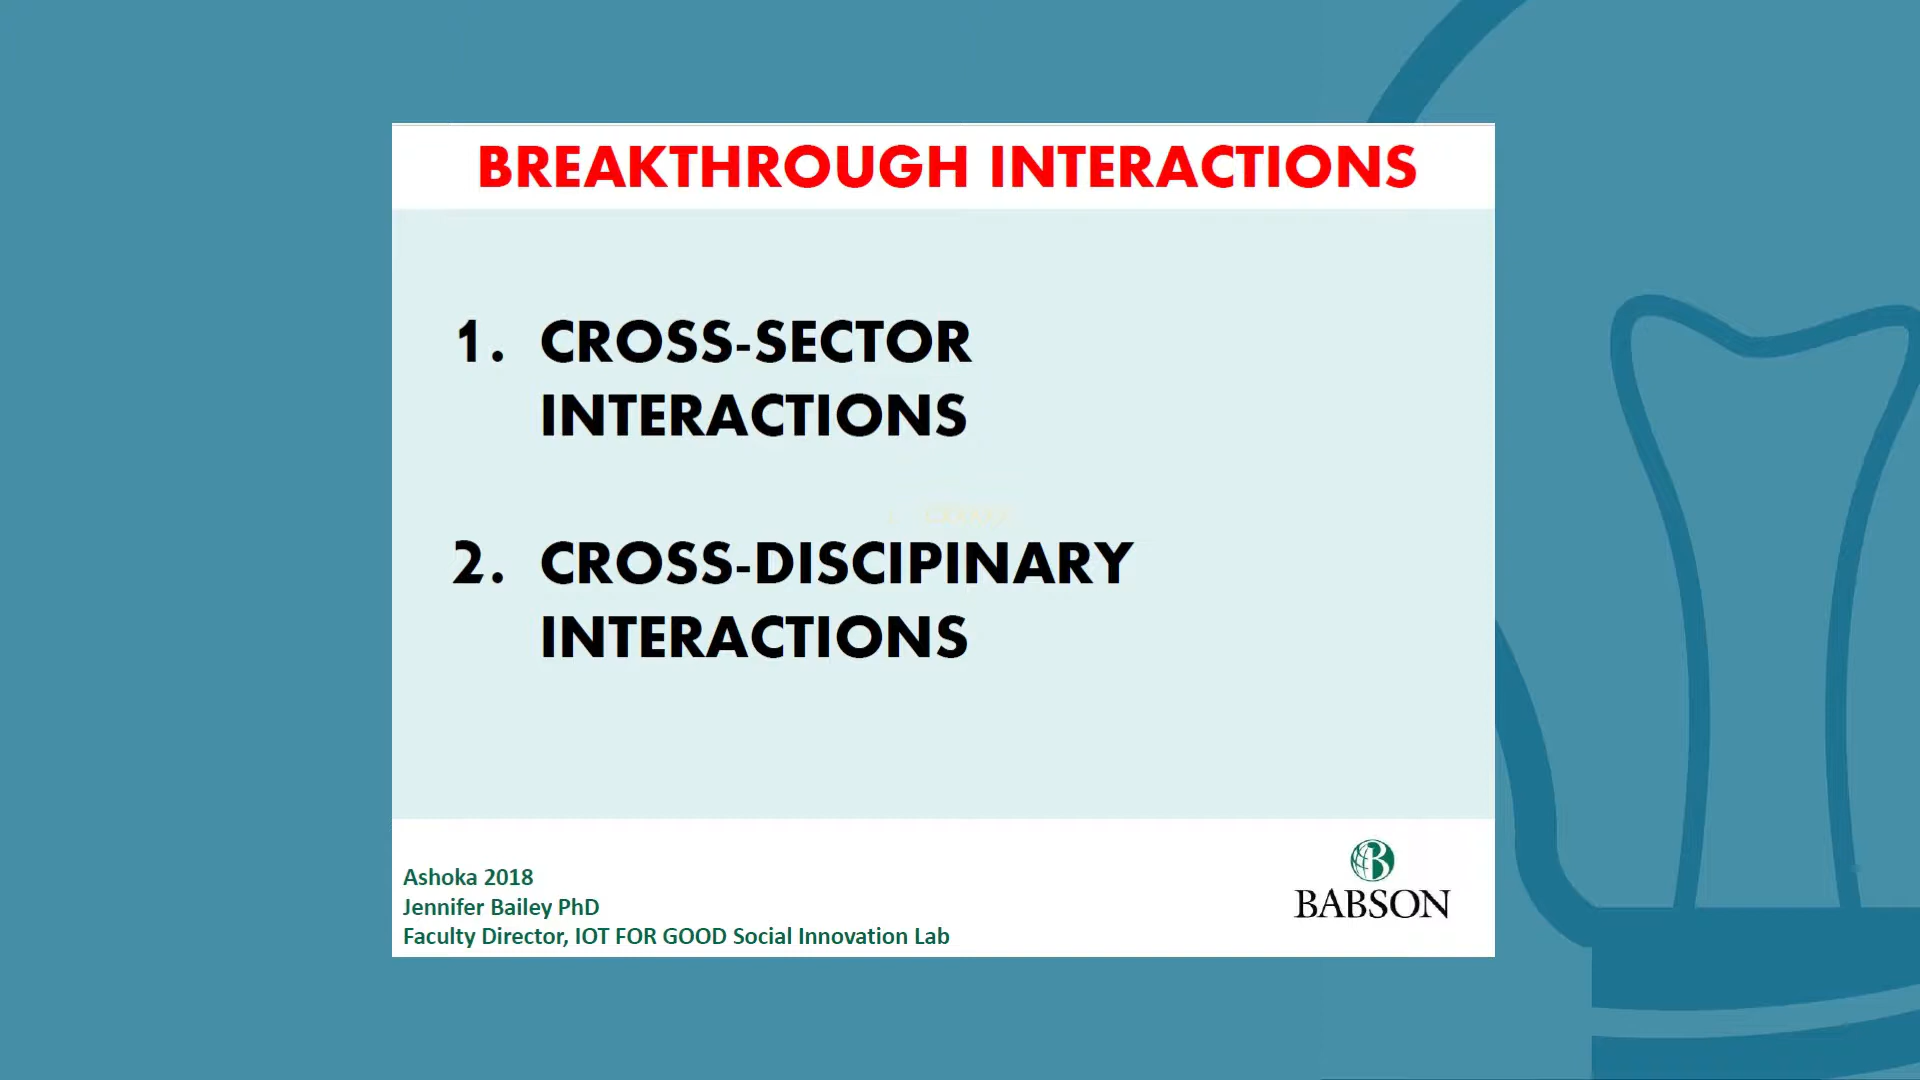 BREAKTHROUGH INTERACTIONS
1. CROSS-SECTOR
INTERACTIONS
2. CROSS-DISCIPINARY
INTERACTIONS
Ashoka 2018
Jennifer Bailey PhD
Faculty Director, IOT FOR GOOD Social Innovation Lab
B
BABSON